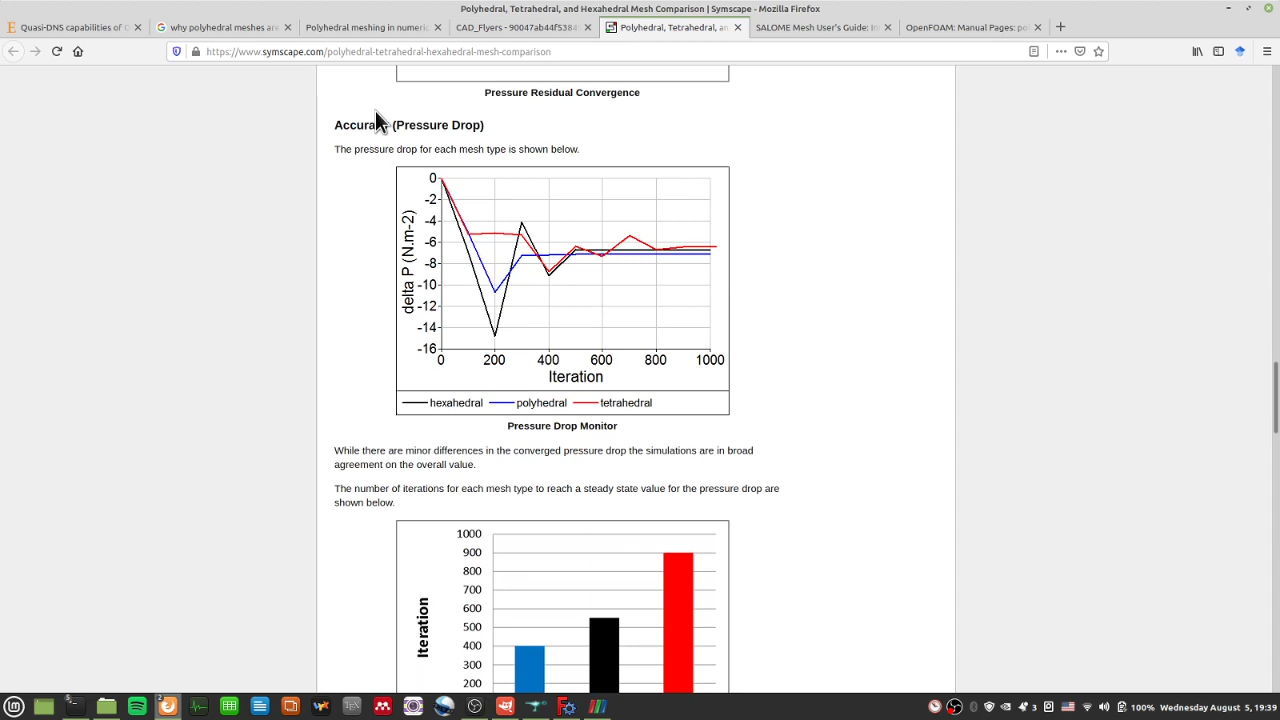 Polyhedral, Tetrahedral, and Hexahedral Mesh Comparison | Symscape - Mozilla Firefox
Quasi-DNS capabilities of O
why polyhedral meshes are
Polyhedral meshing in numeric
CAD_Flyers - 90047ab44f5384
Polyhedral, Tetrahedral, an
SALOME Mesh User's Guide: In
OpenFOAM: Manual Pages: pol
https://www.symscape.com/polyhedral-tetrahedral-hexahedral-mesh-comparison
Pressure Residual Convergence
(Pressure Drop)
The pressure drop for each mesh type is shown below.
0
-2
-4
-6
-8
-10
-12
-14
-16
delta P (N.m-2)
0 200 400 600 800 1000
Iteration
hexahedral polyhedral tetrahedral
Pressure Drop Monitor
While there are minor differences in the converged pressure drop the simulations are in broad
agreement on the overall value.
The number of iterations for each mesh type to reach a steady state value for the pressure drop are
shown below.
1000
900
800
700
600
500
400
300
200
Iteration
100% Wednesday August 5, 19:39